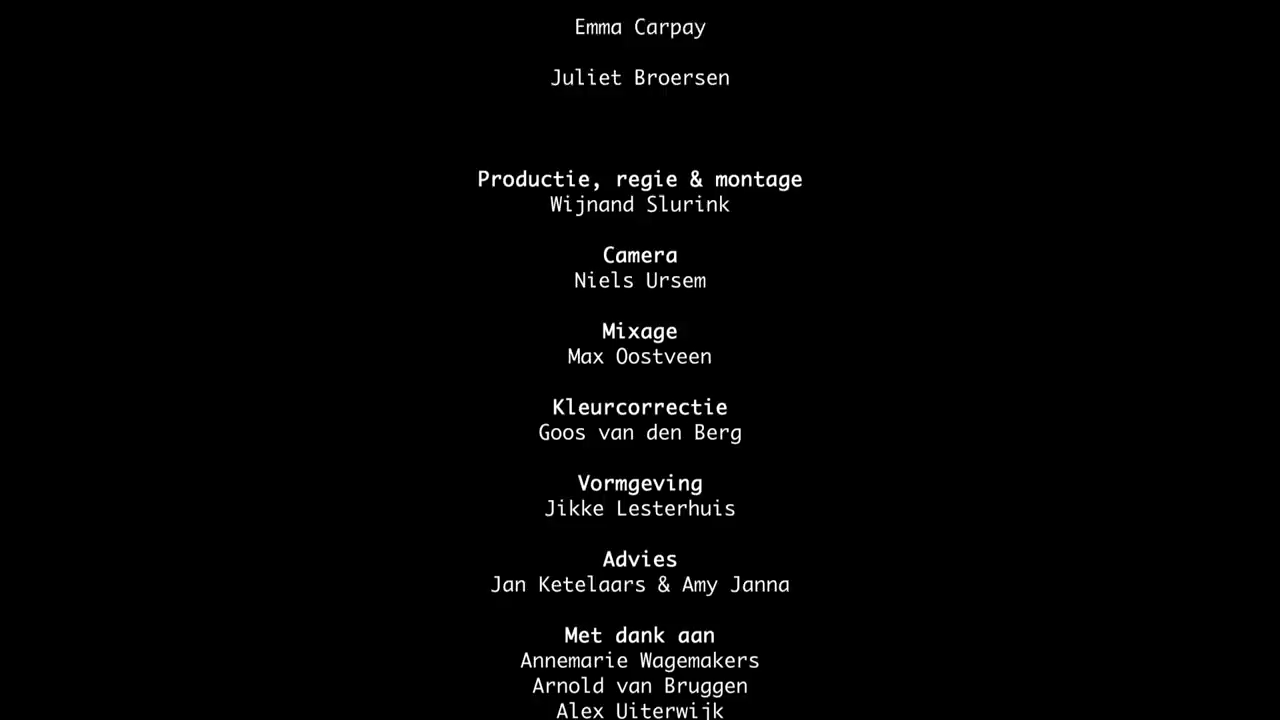 Emma Carpay
Juliet Broersen
Productie, regie & montage
Wijnand Slurink
Camera
Niels Ursem
Mixage
Max Oostveen
Kleurcorrectie
Goos van den Berg
Vormgeving
Jikke Lesterhuis
Advies
Jan Ketelaars & Amy Janna
Met dank aan
Annemarie Wagemakers
Arnold van Bruggen
Alex Uiterwijk